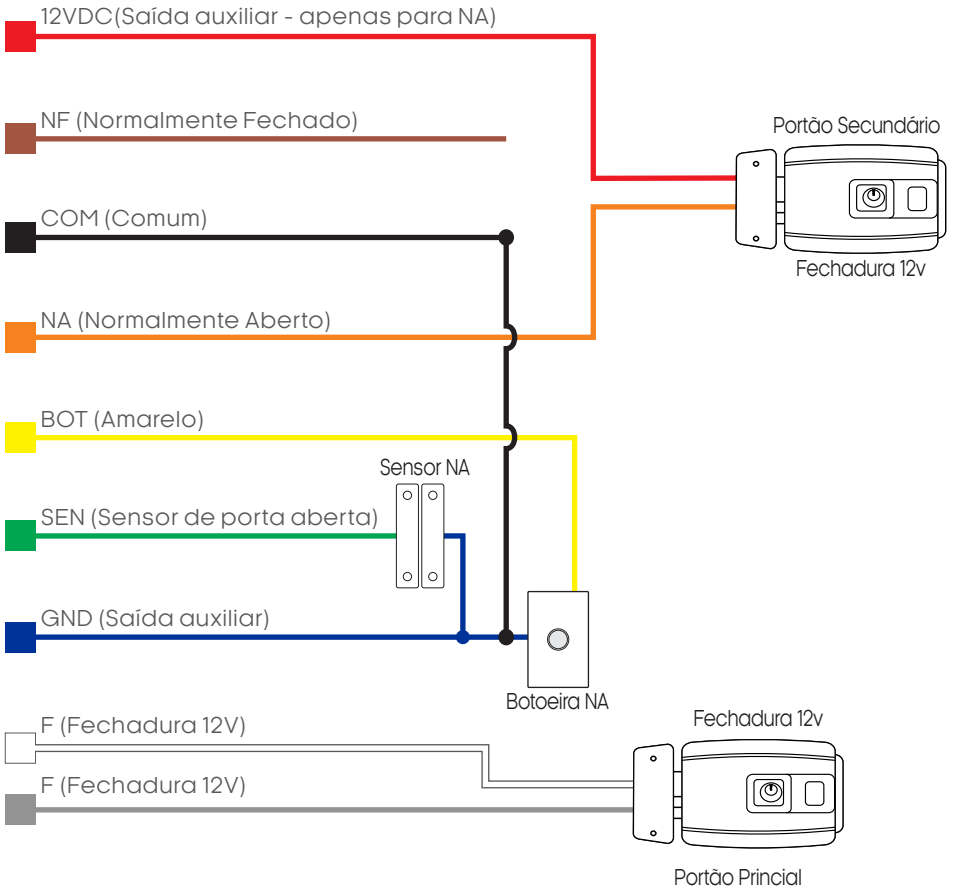 12VDC(Saída auxiliar - apenas para NA)
NF (Normalmente Fechado)
Portão Secundário
COM (Comum)
Fechadura 12v
NA (Normalmente Aberto)
BOT (Amarelo)
Sensor NA
SEN (Sensor de porta aberta)
GND (Saída auxiliar)
Botoeira NA
F (Fechadura 12V)
Fechadura 12v
F (Fechadura 12V)
Portão Princial